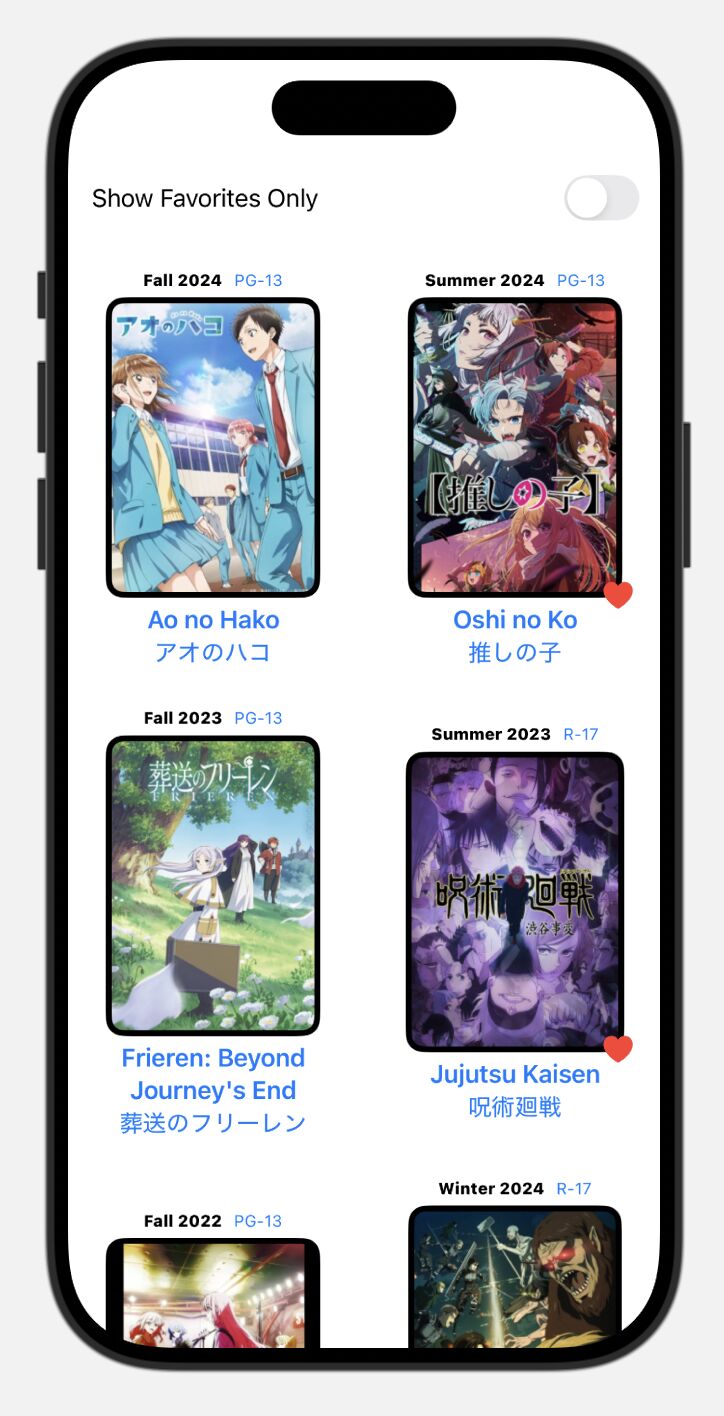 Show Favorites Only
Fall 2024 PG-13
Summer 2024 PG-13
アオのハコ
【推しの子】
Ao no Hako
アオのハコ
Oshi no Ko
推しの子
Fall 2023 PG-13
Summer 2023 R-17
葬送のフリーレン
FRIEREN
呪術廻戦
渋谷事変
Frieren: Beyond
Journey's End
葬送のフリーレン
Jujutsu Kaisen
呪術廻戦
Fall 2022 PG-13
Winter 2024 R-17